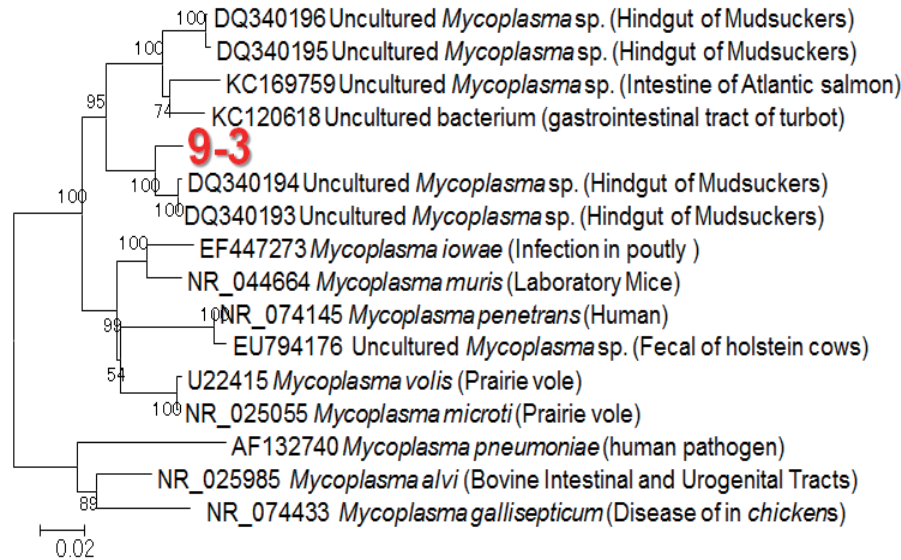 100 DQ340196 Uncultured Mycoplasma sp. (Hindgut of Mudsuckers)
100 DQ340195 Uncultured Mycoplasma sp. (Hindgut of Mudsuckers)
KC169759 Uncultured Mycoplasma sp. (Intestine of Atlantic salmon)
95 74 KC120618 Uncultured bacterium (gastrointestinal tract of turbot)
9-3
100 DQ340194 Uncultured Mycoplasma sp. (Hindgut of Mudsuckers)
100 100 DQ340193 Uncultured Mycoplasma sp. (Hindgut of Mudsuckers)
100 EF447273 Mycoplasma iowae (Infection in poutly )
NR_044664 Mycoplasma muris (Laboratory Mice)
99 100 NR_074145 Mycoplasma penetrans (Human)
EU794176 Uncultured Mycoplasma sp. (Fecal of holstein cows)
54 U22415 Mycoplasma volis (Prairie vole)
100 NR_025055 Mycoplasma microti (Prairie vole)
AF132740 Mycoplasma pneumoniae (human pathogen)
NR_025985 Mycoplasma alvi (Bovine Intestinal and Urogenital Tracts)
89 NR_074433 Mycoplasma gallisepticum (Disease of in chickens)
0.02